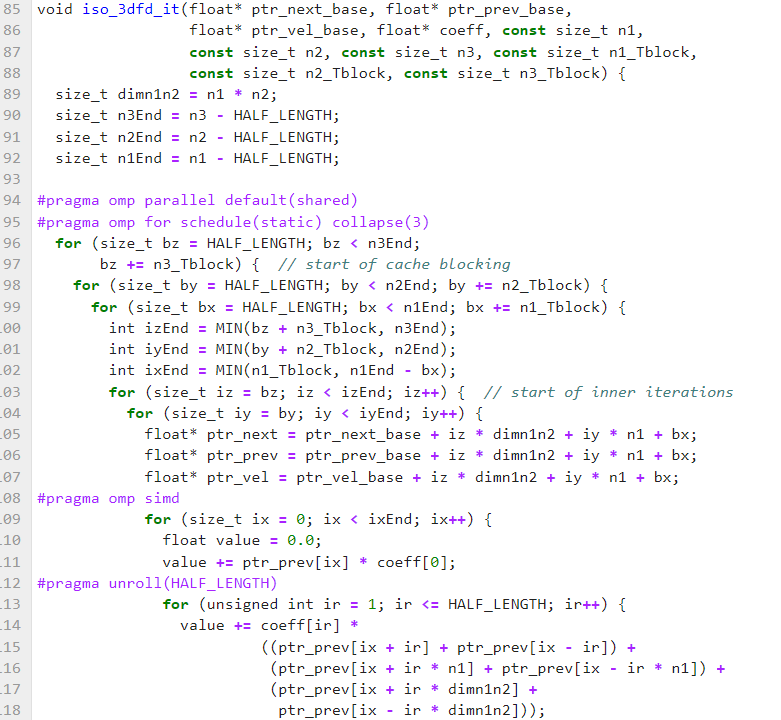 85 void iso_3dfd_it(float* ptr_next_base, float* ptr_prev_base,
86                  float* ptr_vel_base, float* coeff, const size_t n1,
87                  const size_t n2, const size_t n3, const size_t n1_Tblock,
88                  const size_t n2_Tblock, const size_t n3_Tblock) {
89   size_t dimn1n2 = n1 * n2;
90   size_t n3End = n3 - HALF_LENGTH;
91   size_t n2End = n2 - HALF_LENGTH;
92   size_t n1End = n1 - HALF_LENGTH;
93
94 #pragma omp parallel default(shared)
95 #pragma omp for schedule(static) collapse(3)
96   for (size_t bz = HALF_LENGTH; bz < n3End;
97        bz += n3_Tblock) {  // start of cache blocking
98     for (size_t by = HALF_LENGTH; by < n2End; by += n2_Tblock) {
99       for (size_t bx = HALF_LENGTH; bx < n1End; bx += n1_Tblock) {
00         int izEnd = MIN(bz + n3_Tblock, n3End);
01         int iyEnd = MIN(by + n2_Tblock, n2End);
02         int ixEnd = MIN(n1_Tblock, n1End - bx);
03         for (size_t iz = bz; iz < izEnd; iz++) {  // start of inner iterations
04           for (size_t iy = by; iy < iyEnd; iy++) {
05             float* ptr_next = ptr_next_base + iz * dimn1n2 + iy * n1 + bx;
06             float* ptr_prev = ptr_prev_base + iz * dimn1n2 + iy * n1 + bx;
07             float* ptr_vel = ptr_vel_base + iz * dimn1n2 + iy * n1 + bx;
08 #pragma omp simd
09             for (size_t ix = 0; ix < ixEnd; ix++) {
10               float value = 0.0;
11               value += ptr_prev[ix] * coeff[0];
12 #pragma unroll(HALF_LENGTH)
13               for (unsigned int ir = 1; ir <= HALF_LENGTH; ir++) {
14                 value += coeff[ir] *
15                          ((ptr_prev[ix + ir] + ptr_prev[ix - ir]) +
16                           (ptr_prev[ix + ir * n1] + ptr_prev[ix - ir * n1]) +
17                           (ptr_prev[ix + ir * dimn1n2] +
18                            ptr_prev[ix - ir * dimn1n2]));